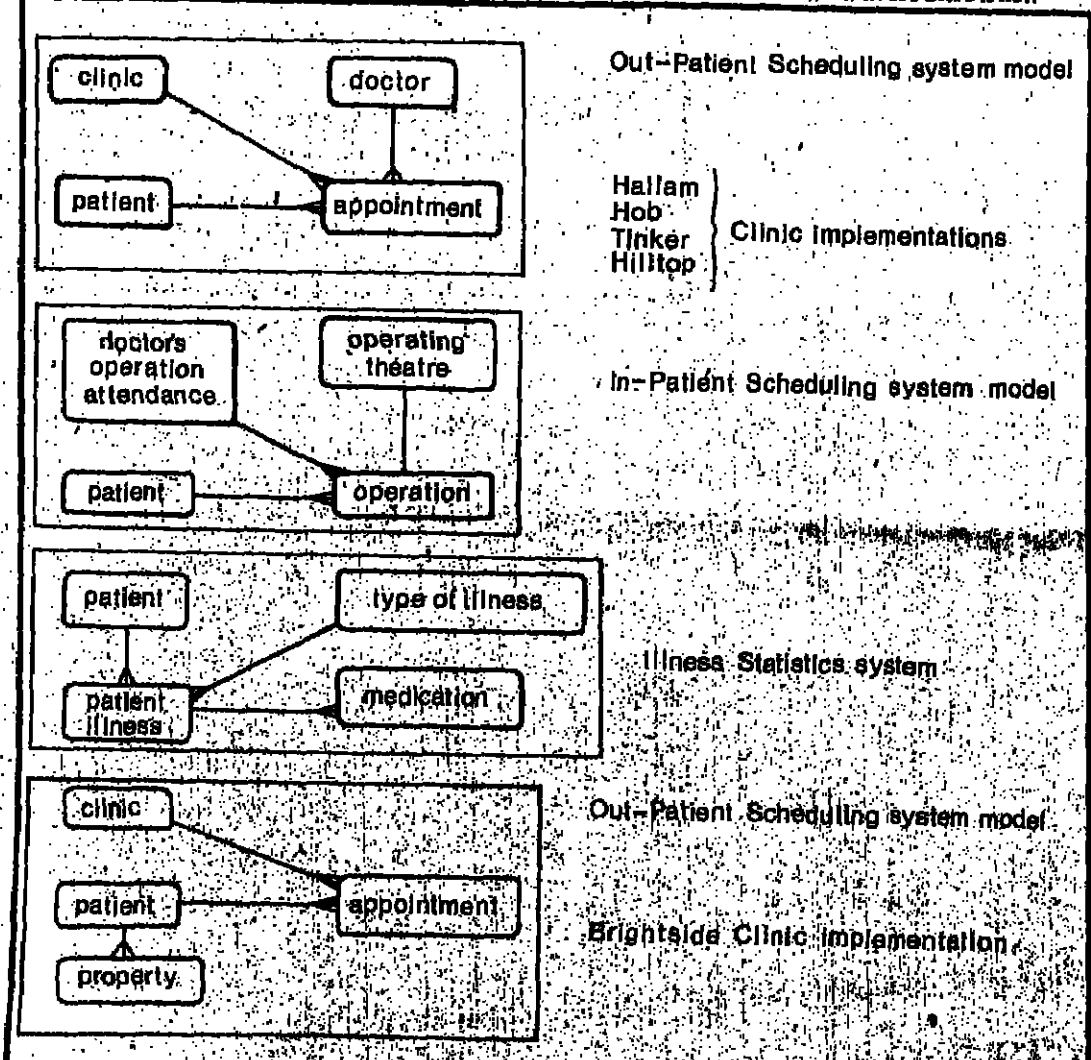 clinic
doctor
patient
appointment
Out-Patient Scheduling system model
Hallam
Hob
Tinker
Hilltop
Clinic implementations
doctors
operation
attendance
operating
theatre
patient
operation
In-Patient Scheduling system model
patient
type of illness
patient
illness
medication
Illness Statistics system
clinic
patient
appointment
property
Out-Patient Scheduling system model
Brightside Clinic implementation